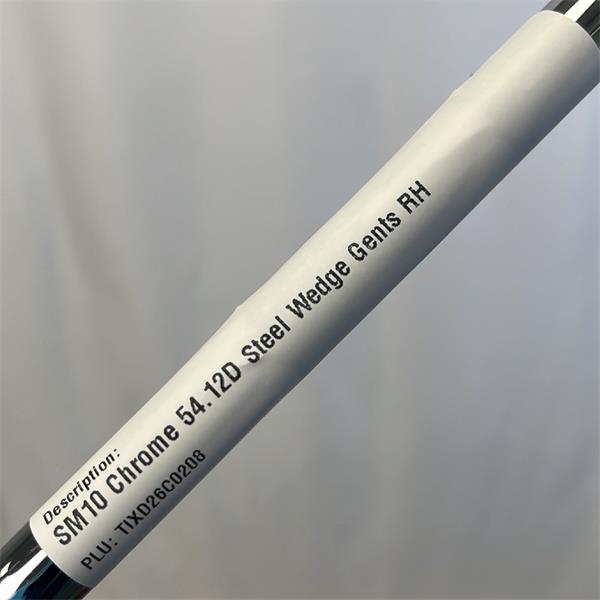 Description:
SM10 Chrome 54.12D Steel Wedge Gents RH
PLU: TIXD26C0208